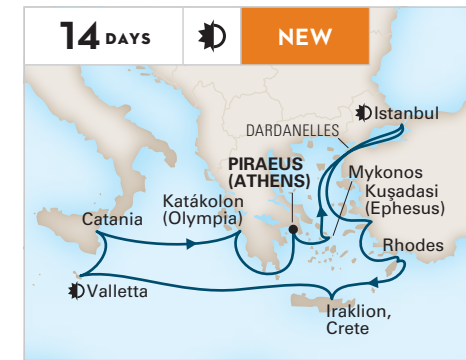 14 DAYS
NEW
Istanbul
DARDANELLES
PIRAEUS
(ATHENS)
Mykonos
Kuşadasi
(Ephesus)
Katákolon
(Olympia)
Catania
Rhodes
Valletta
Iraklion,
Crete